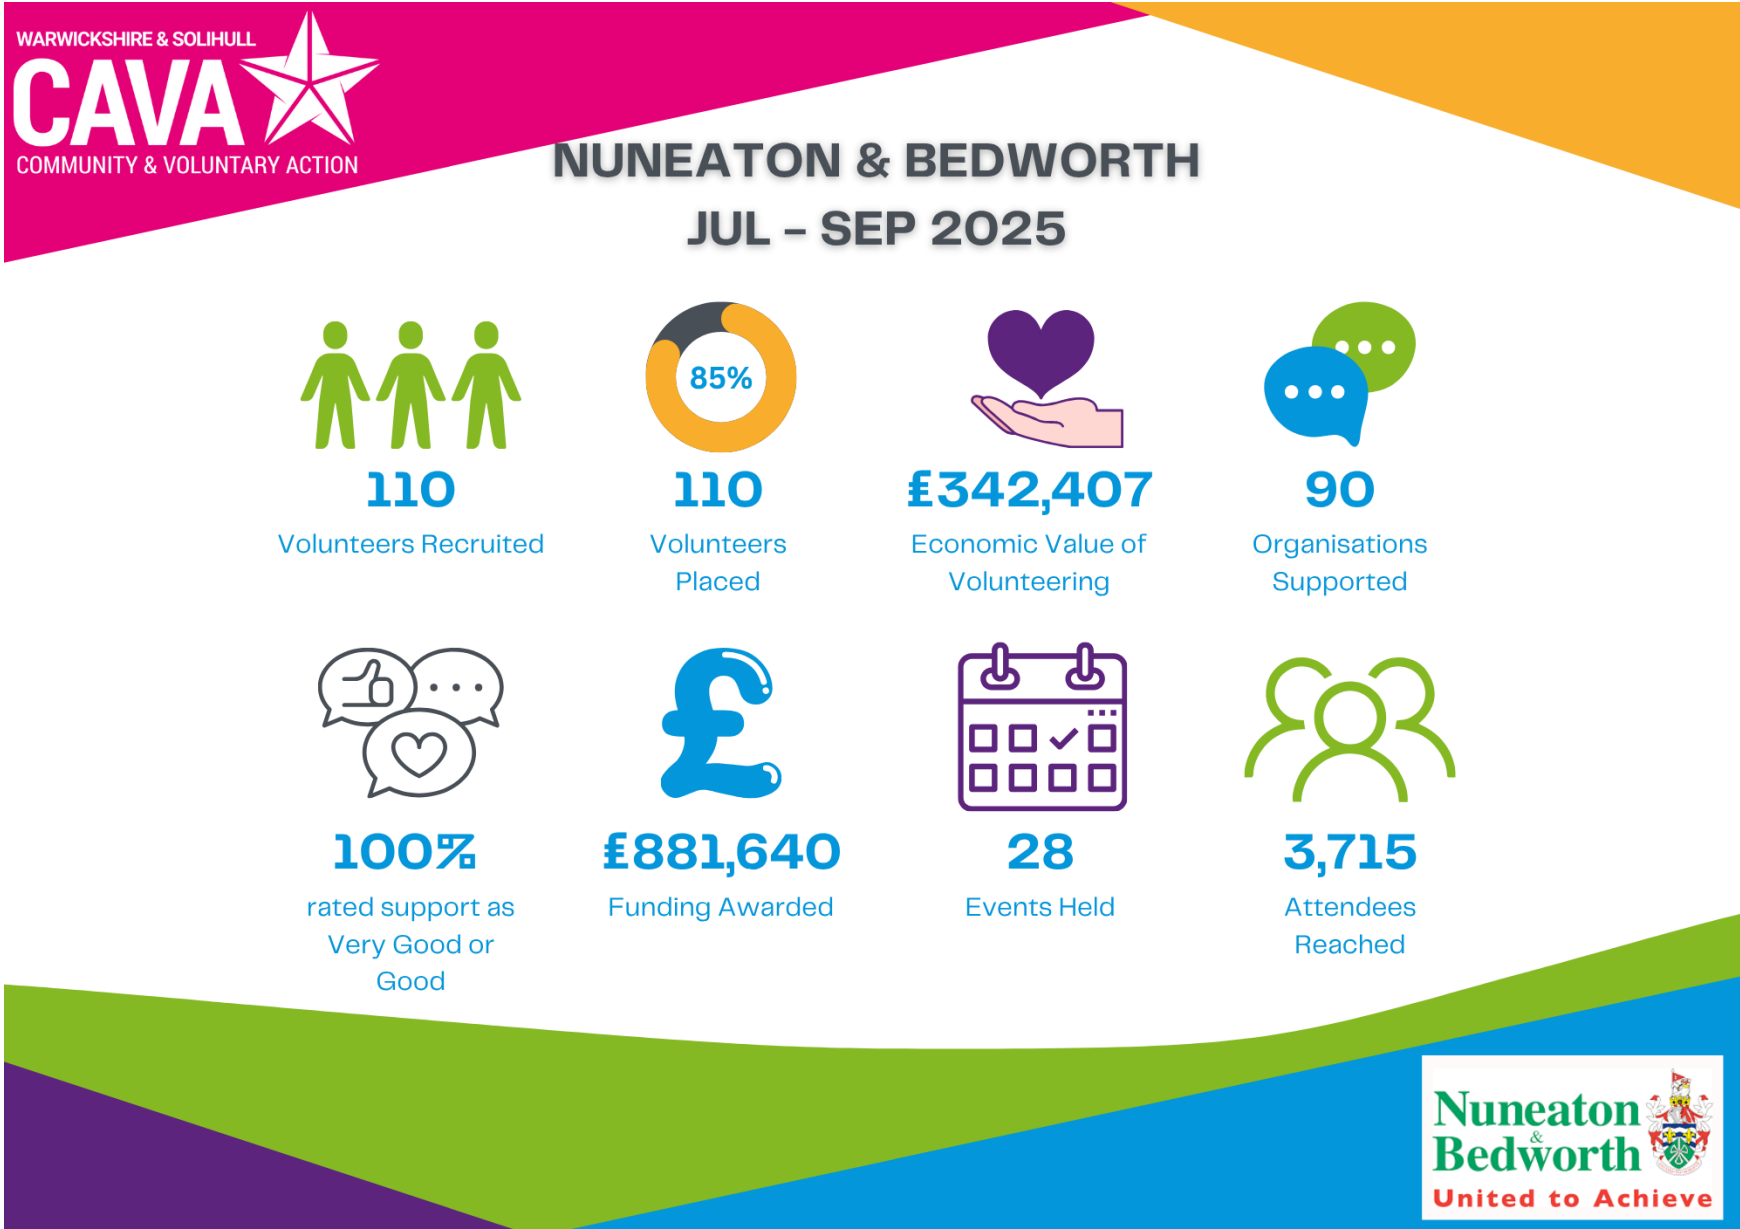 WARWICKSHIRE & SOLIHULL
CAVA
COMMUNITY & VOLUNTARY ACTION
NUNEATON & BEDWORTH
JUL - SEP 2025
85%
110
Volunteers Recruited
110
Volunteers
Placed
£342,407
Economic Value of
Volunteering
90
Organisations
Supported
100%
rated support as
Very Good or
Good
£881,640
Funding Awarded
28
Events Held
3,715
Attendees
Reached
Nuneaton
&
Bedworth
United to Achieve